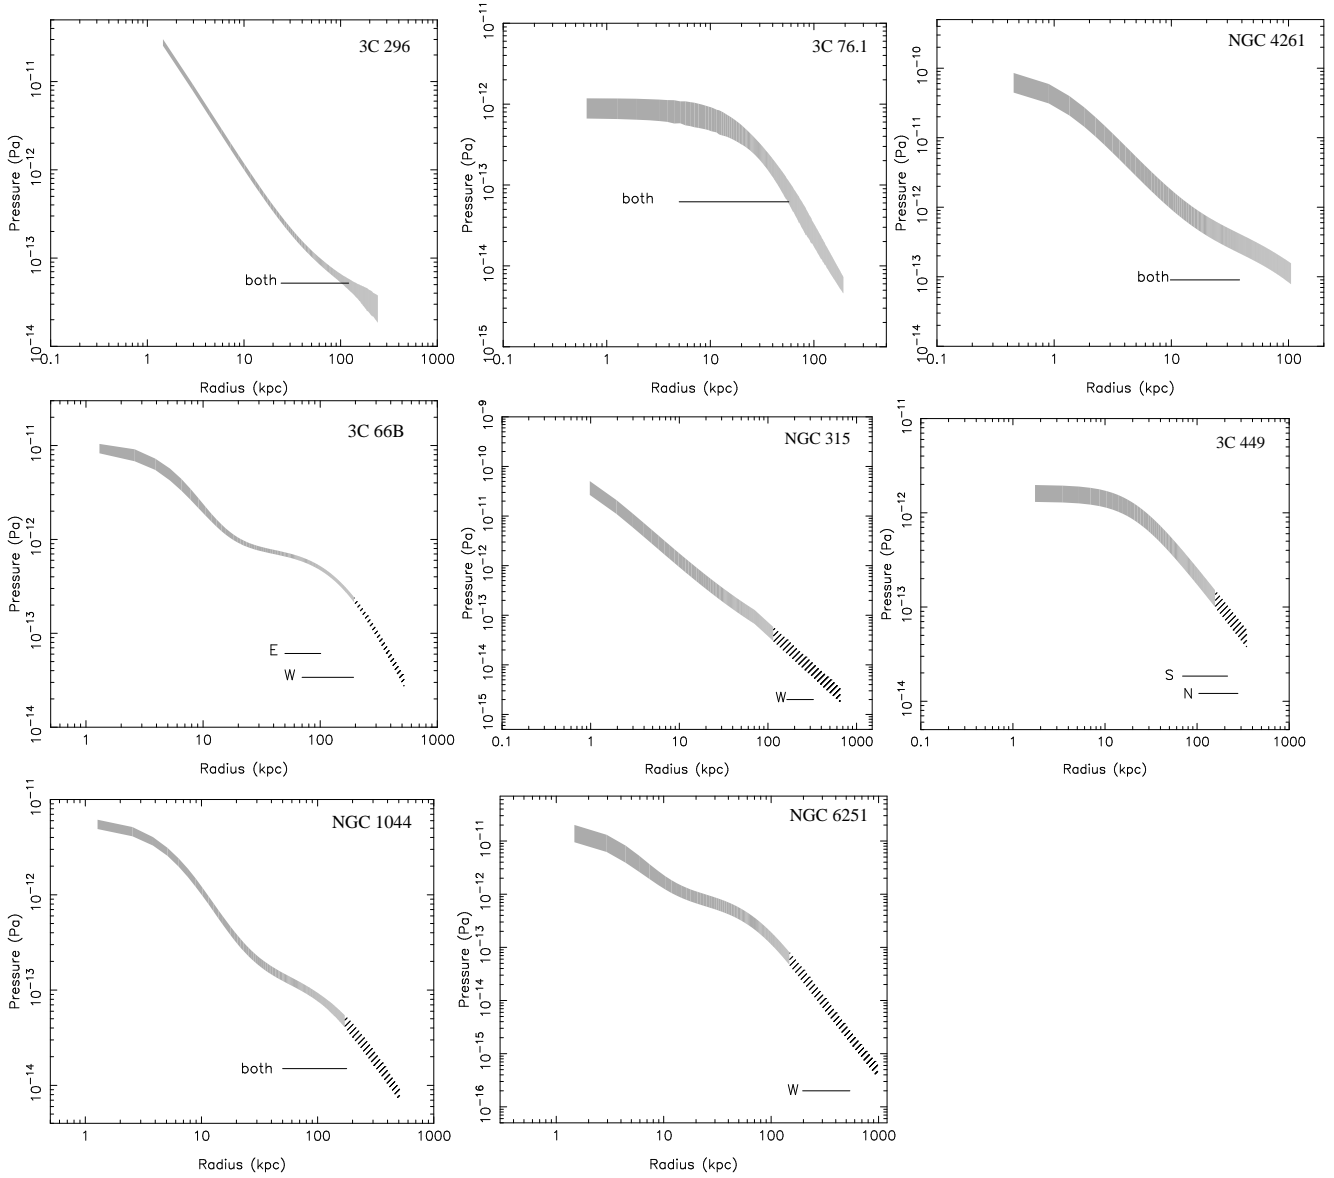 3C 296
Pressure (Pa)
10−11
10−12
10−13
10−14
both
0.1 1 10 100 1000
Radius (kpc)
3C 76.1
Pressure (Pa)
10−11
10−12
10−13
10−14
10−15
both
0.1 1 10 100
Radius (kpc)
NGC 4261
Pressure (Pa)
10−10
10−11
10−12
10−13
10−14
both
0.1 1 10 100
Radius (kpc)
3C 66B
Pressure (Pa)
10−11
10−12
10−13
10−14
E
W
1 10 100 1000
Radius (kpc)
NGC 315
Pressure (Pa)
10−9
10−10
10−11
10−12
10−13
10−14
10−15
W
0.1 1 10 100 1000
Radius (kpc)
3C 449
Pressure (Pa)
10−11
10−12
10−13
10−14
S
N
0.1 1 10 100 1000
Radius (kpc)
NGC 1044
Pressure (Pa)
10−11
10−12
10−13
10−14
both
1 10 100 1000
Radius (kpc)
NGC 6251
Pressure (Pa)
10−11
10−12
10−13
10−14
10−15
10−16
W
1 10 100 1000
Radius (kpc)